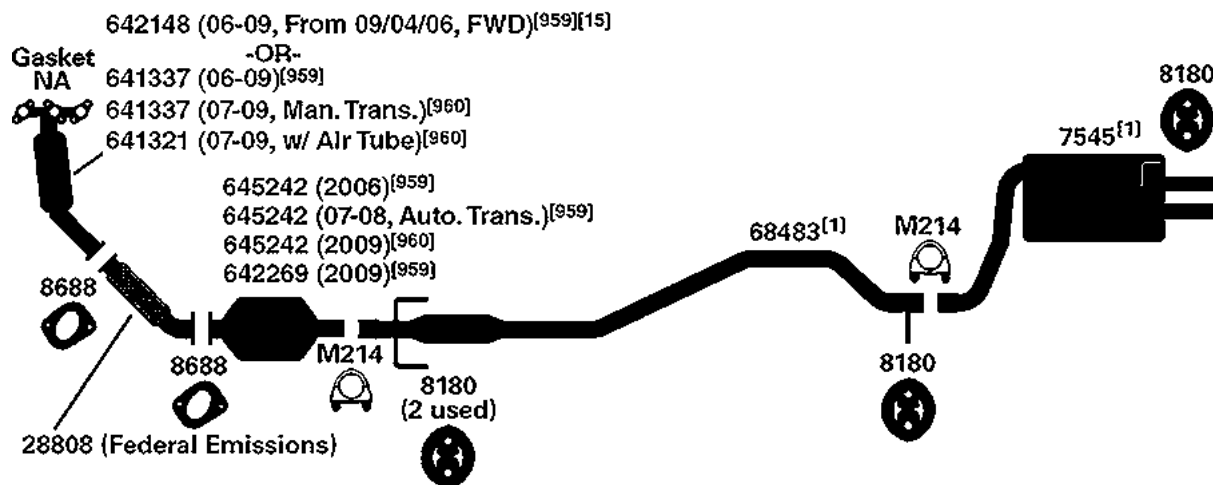 642148 (06-09, From 09/04/06, FWD)[959][15]
-OR-
Gasket
NA
641337 (06-09)[959]
641337 (07-09, Man. Trans.)[960]
641321 (07-09, w/ Air Tube)[960]
8180
7545[1]
645242 (2006)[959]
645242 (07-08, Auto. Trans.)[959]
645242 (2009)[960]
642269 (2009)[959]
68483[1]
M214
8688
8688
M214
8180
(2 used)
8180
28808 (Federal Emissions)